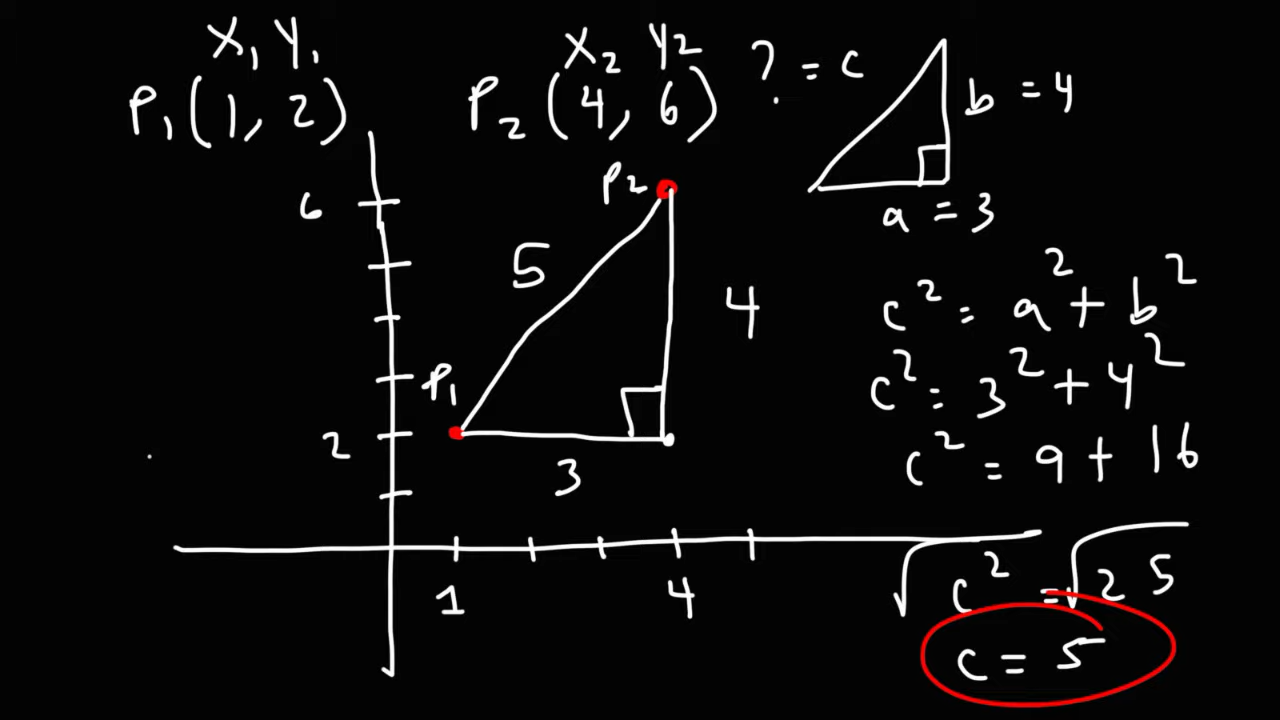 X₁ Y₁
P₁ (1, 2)
X₂ Y₂
P₂ (4, 6)
? = c
b = 4
a = 3
6
2
1
4
P₁
P₂
5
4
3
c² = a² + b²
c² = 3² + 4²
c² = 9 + 16
√c² = √25
c = 5